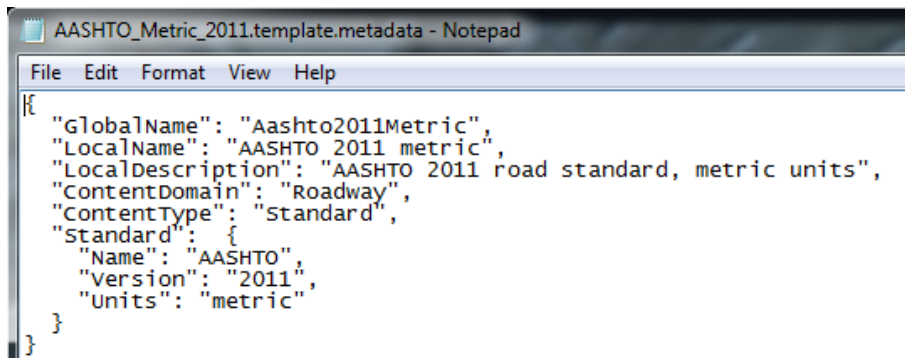 AASHTO_Metric_2011.template.metadata - Notepad
File Edit Format View Help
{
"GlobalName": "Aashto2011Metric",
"LocalName": "AASHTO 2011 metric",
"LocalDescription": "AASHTO 2011 road standard, metric units",
"ContentDomain": "Roadway",
"ContentType": "Standard",
"Standard":  {
"Name": "AASHTO",
"Version": "2011",
"Units": "metric"
}
}